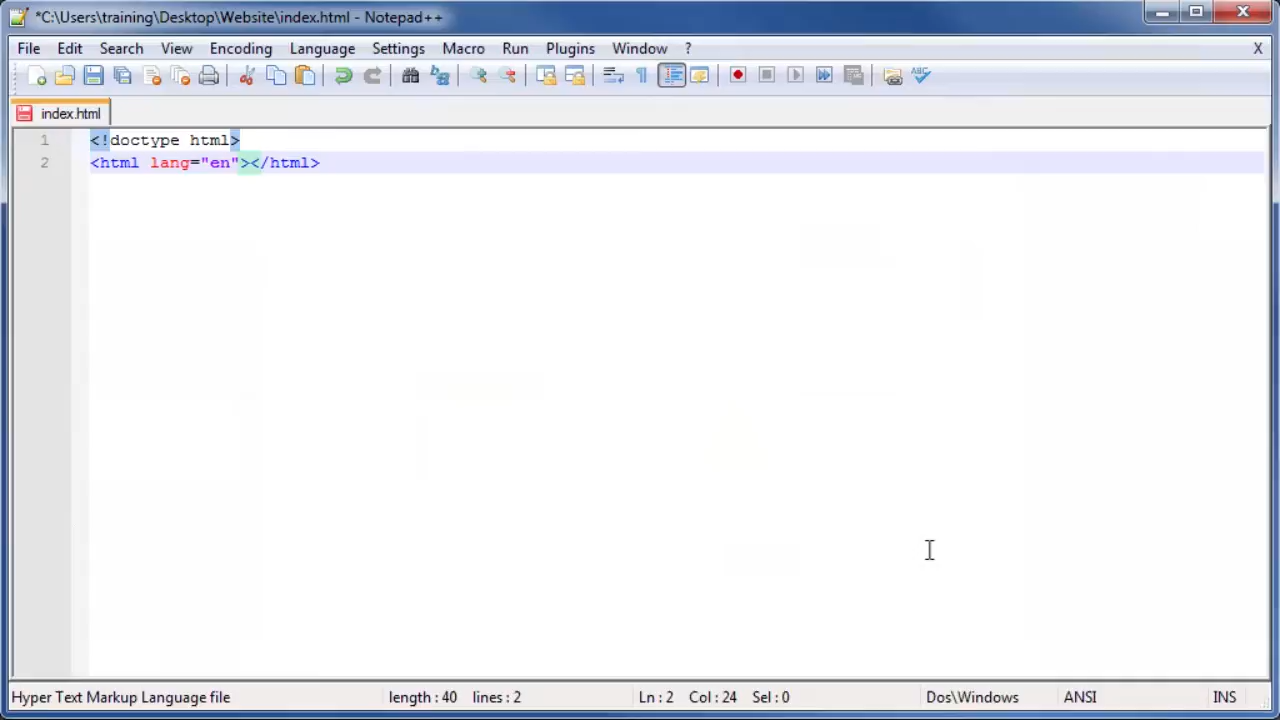 *C:\Users\training\Desktop\Website\index.html - Notepad++
File Edit Search View Encoding Language Settings Macro Run Plugins Window ? X
index.html
1 <!doctype html>
2 <html lang="en"></html>
Hyper Text Markup Language file length : 40 lines : 2 Ln : 2 Col : 24 Sel : 0 Dos\Windows ANSI INS